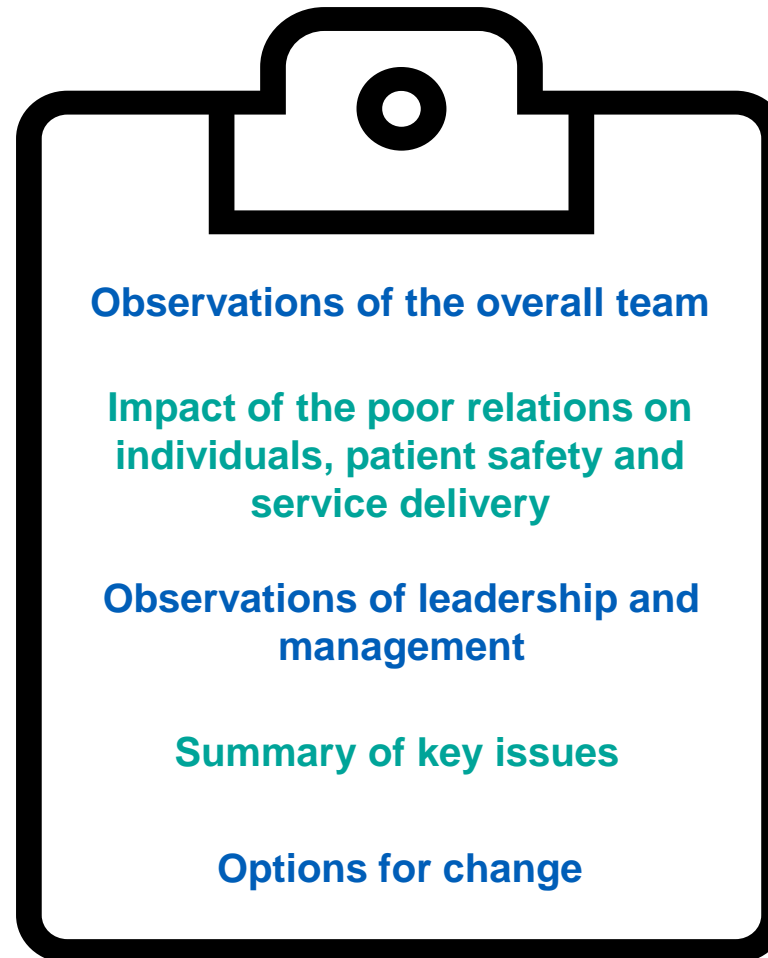 Observations of the overall team
Impact of the poor relations on
individuals, patient safety and
service delivery
Observations of leadership and
management
Summary of key issues
Options for change